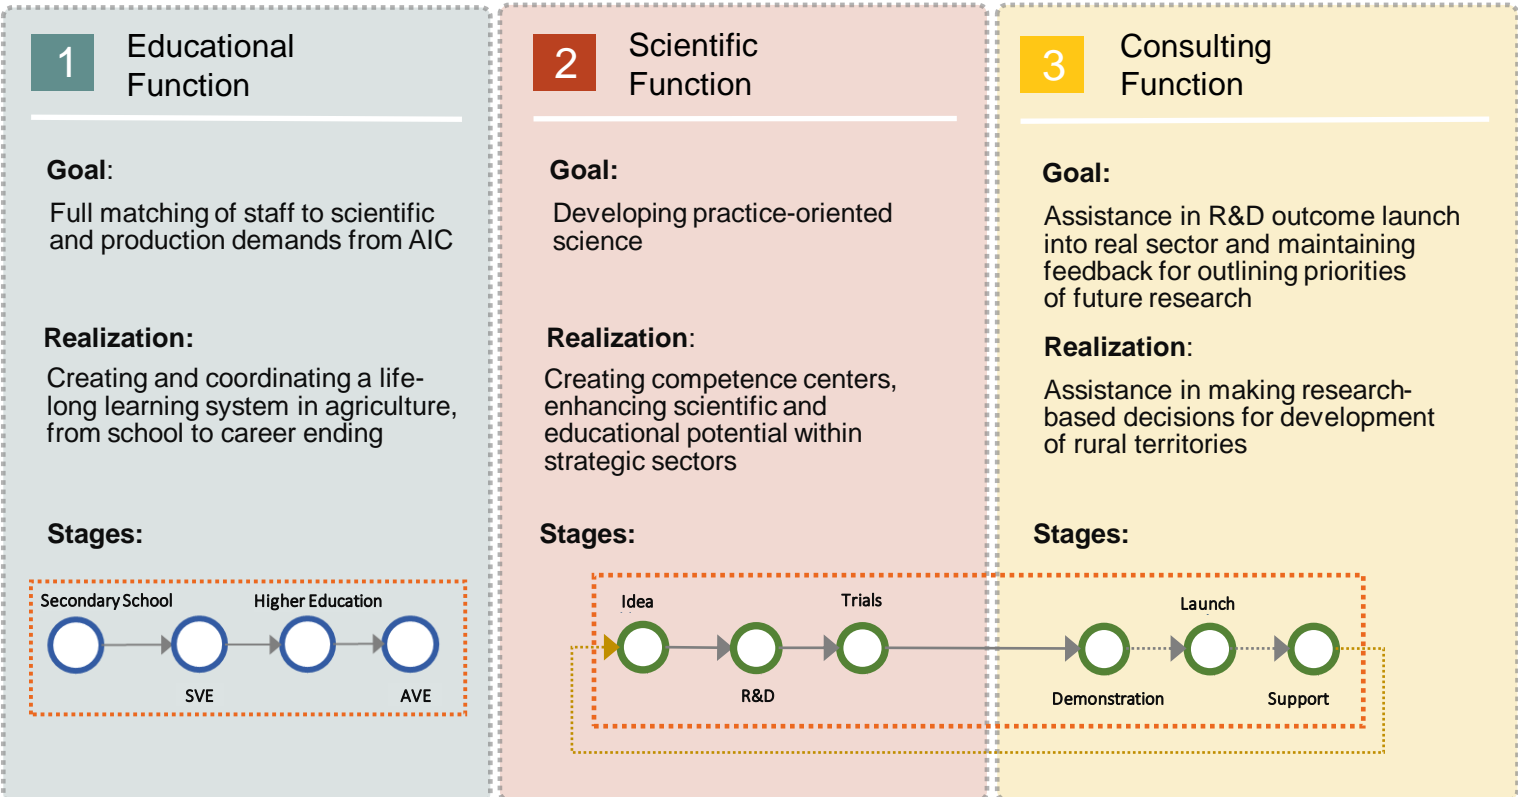 1
Educational
Function
Goal:
Full matching of staff to scientific
and production demands from AIC
Realization:
Creating and coordinating a life-
long learning system in agriculture,
from school to career ending
Stages:
Secondary School
Higher Education
SVE
AVE
2
Scientific
Function
Goal:
Developing practice-oriented
science
Realization:
Creating competence centers,
enhancing scientific and
educational potential within
strategic sectors
Stages:
Idea
Trials
R&D
3
Consulting
Function
Goal:
Assistance in R&D outcome launch
into real sector and maintaining
feedback for outlining priorities
of future research
Realization:
Assistance in making research-
based decisions for development
of rural territories
Stages:
Launch
Demonstration
Support